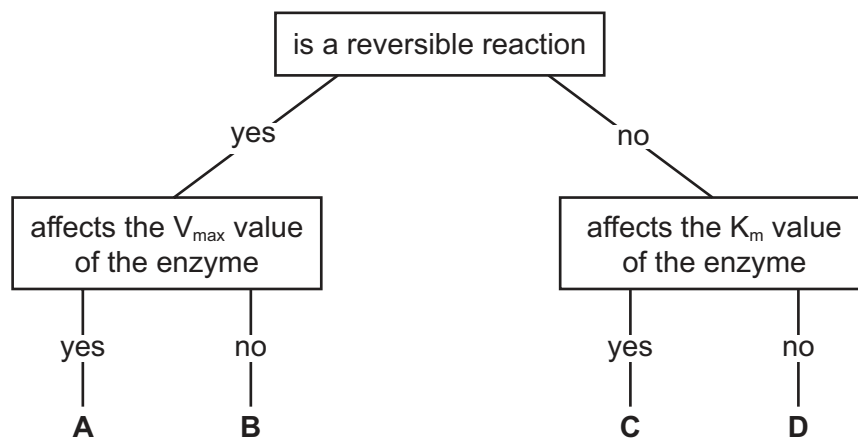 is a reversible reaction
yes
no
affects the Vmax value
of the enzyme
affects the Km value
of the enzyme
yes
no
yes
no
A
B
C
D